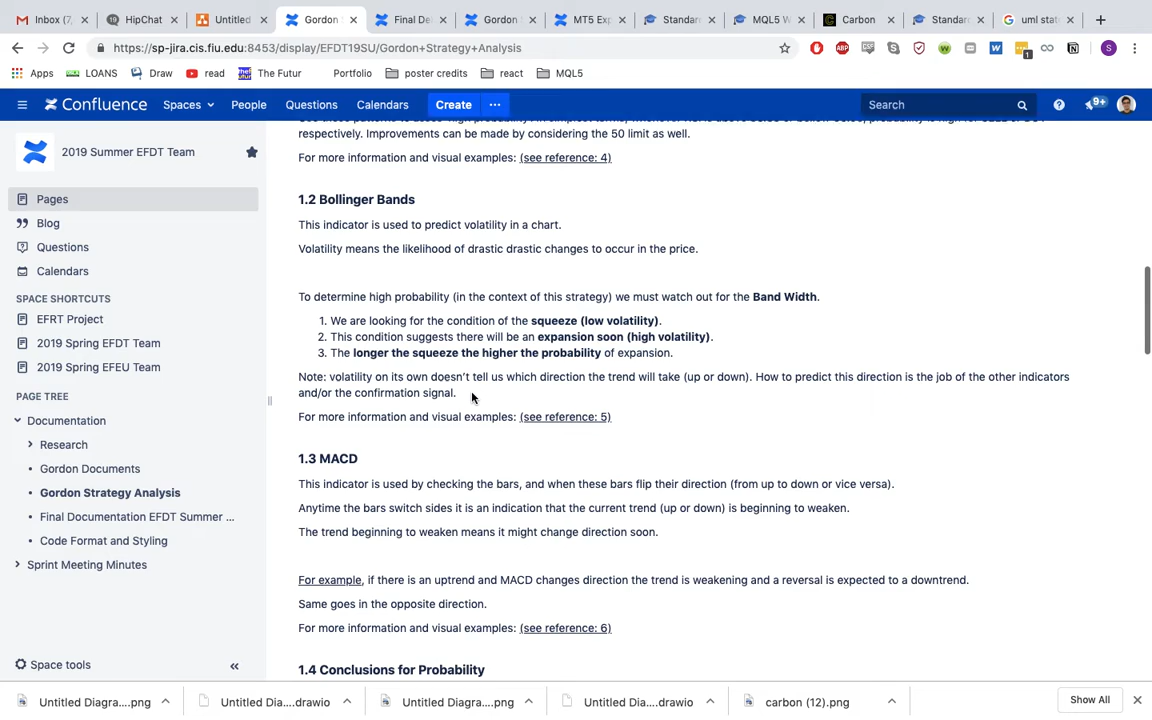 Inbox (7,
HipChat
Untitled
Gordon
Final De
Gordon
MT5 Exp
Standar
MQL5 W
Carbon
Standar
uml stat
https://sp-jira.cis.fiu.edu:8453/display/EFDT19SU/Gordon+Strategy+Analysis
Apps
LOANS
Draw
read
The Futur
Portfolio
poster credits
react
MQL5
Confluence
Spaces
People
Questions
Calendars
Create
Search
9+
2019 Summer EFDT Team
Pages
Blog
Questions
Calendars
SPACE SHORTCUTS
EFRT Project
2019 Spring EFDT Team
2019 Spring EFEU Team
PAGE TREE
Documentation
Research
Gordon Documents
Gordon Strategy Analysis
Final Documentation EFDT Summer ...
Code Format and Styling
Sprint Meeting Minutes
Space tools
respectively. Improvements can be made by considering the 50 limit as well.
For more information and visual examples: (see reference: 4)
1.2 Bollinger Bands
This indicator is used to predict volatility in a chart.
Volatility means the likelihood of drastic drastic changes to occur in the price.
To determine high probability (in the context of this strategy) we must watch out for the Band Width.
1. We are looking for the condition of the squeeze (low volatility).
2. This condition suggests there will be an expansion soon (high volatility).
3. The longer the squeeze the higher the probability of expansion.
Note: volatility on its own doesn't tell us which direction the trend will take (up or down). How to predict this direction is the job of the other indicators
and/or the confirmation signal.
For more information and visual examples: (see reference: 5)
1.3 MACD
This indicator is used by checking the bars, and when these bars flip their direction (from up to down or vice versa).
Anytime the bars switch sides it is an indication that the current trend (up or down) is beginning to weaken.
The trend beginning to weaken means it might change direction soon.
For example, if there is an uptrend and MACD changes direction the trend is weakening and a reversal is expected to a downtrend.
Same goes in the opposite direction.
For more information and visual examples: (see reference: 6)
1.4 Conclusions for Probability
Untitled Diagra....png
Untitled Dia....drawio
Untitled Diagra....png
Untitled Dia....drawio
carbon (12).png
Show All